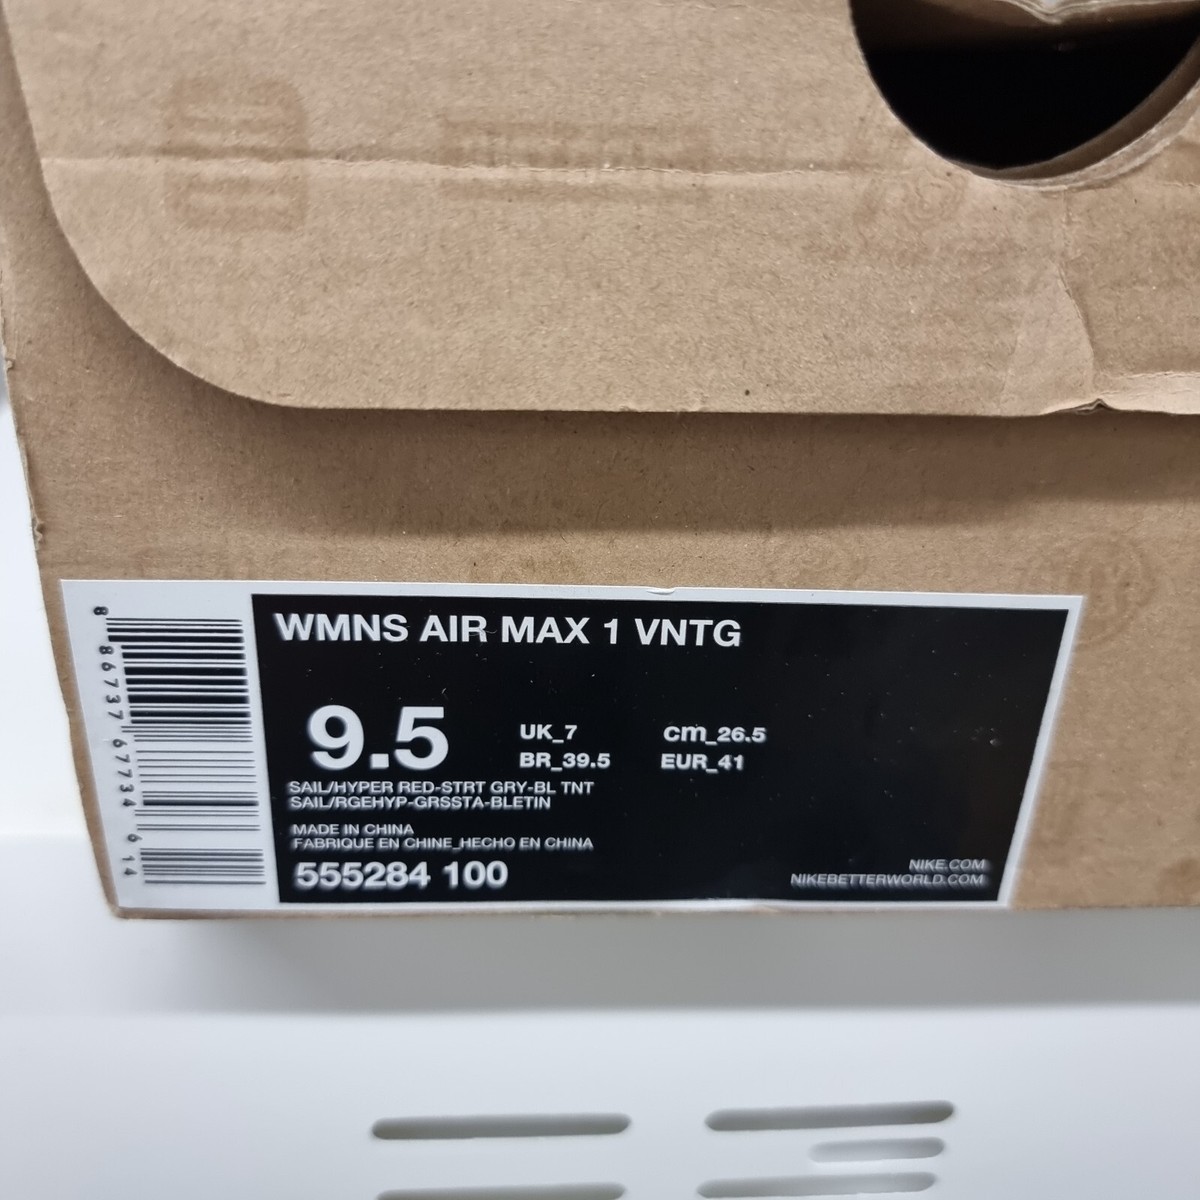 WMNS AIR MAX 1 VNTG
9.5
UK_7 cm_26.5
BR_39.5 EUR_41
SAIL/HYPER RED-STRT GRY-BL TNT
SAIL/RGEHYP-GRSSTA-BLETIN
MADE IN CHINA
FABRIQUE EN CHINE_HECHO EN CHINA
555284 100
NIKE.COM
NIKEBETTERWORLD.COM
8 86737 67734 6 14